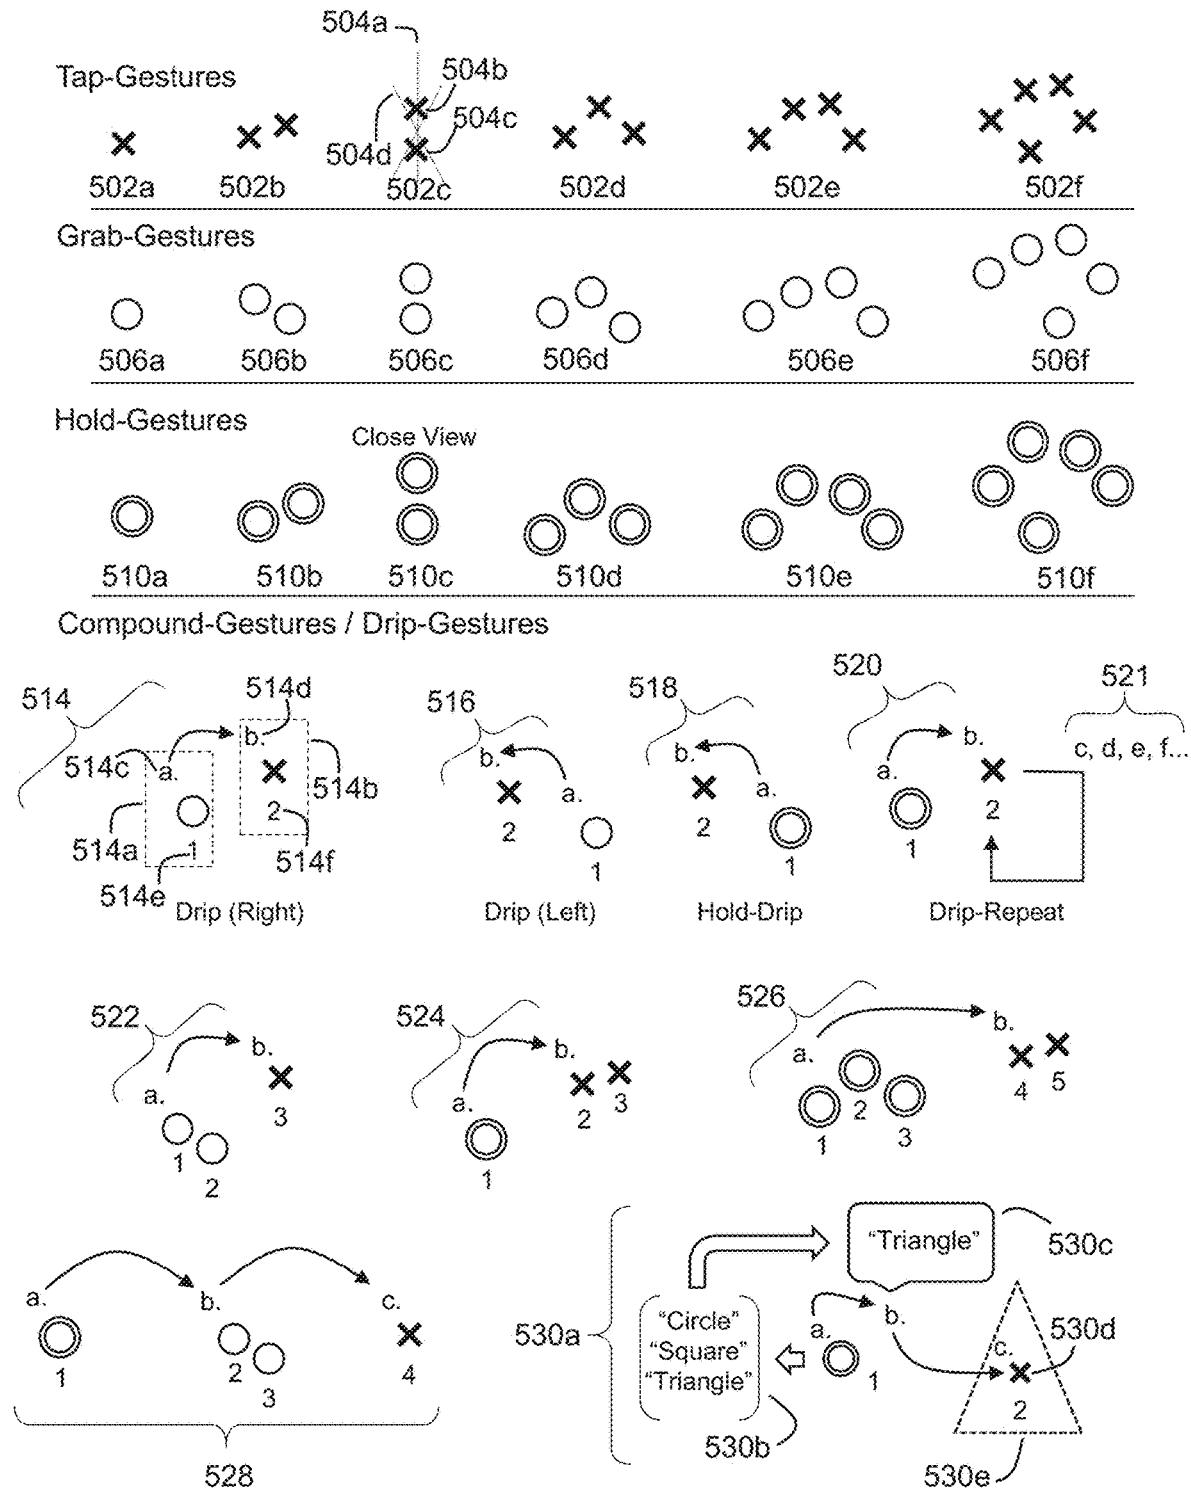 504a
Tap-Gestures
504b
504c
504d
502a 502b 502c 502d 502e 502f
Grab-Gestures
506a 506b 506c 506d 506e 506f
Hold-Gestures
Close View
510a 510b 510c 510d 510e 510f
Compound-Gestures / Drip-Gestures
514 514d 516 518 520 521
514c a. b. 514b
1 2
514a 514e 514f
Drip (Right)
b. a.
2 1
Drip (Left)
b. a.
2 1
Hold-Drip
a. b. c, d, e, f...
1 2
Drip-Repeat
522
a. b.
1 2 3
524
a. b.
1 2 3
526
a. b.
1 2 3 4 5
a. b. c.
1 2 3 4
528
530a
"Triangle"
530c
"Circle"
"Square"
"Triangle"
530b
a. b. c.
1 2
530d
530e